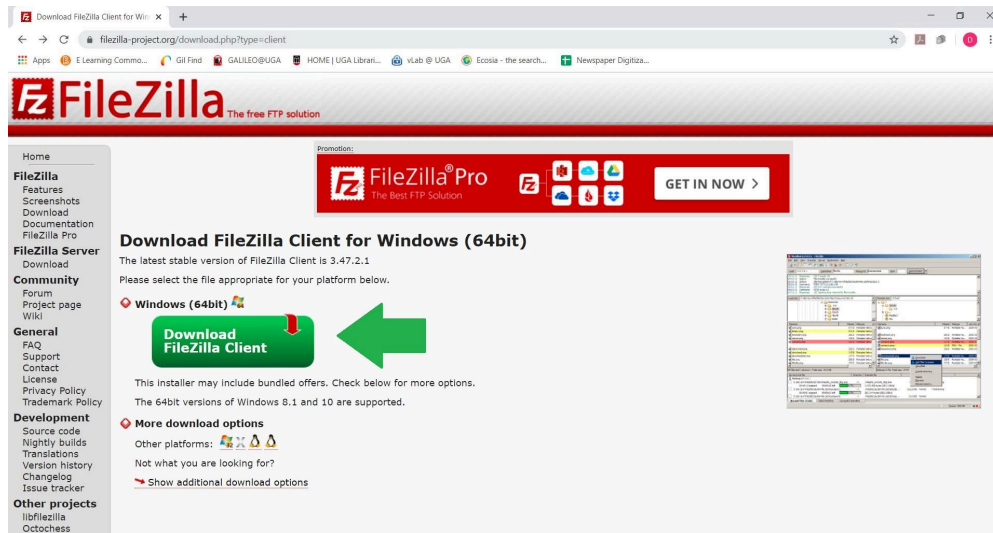 Download FileZilla Client for Win
filezilla-project.org/download.php?type=client
Apps E Learning Commo... Gil Find GALILEO@UGA HOME | UGA Librari... vLab @ UGA Ecosia - the search... Newspaper Digitiza...
D
Fz FileZilla The free FTP solution
Promotion:
Fz FileZilla® Pro
The Best FTP Solution
Fz
GET IN NOW >
Home
FileZilla
Features
Screenshots
Download
Documentation
FileZilla Pro
FileZilla Server
Download
Community
Forum
Project page
Wiki
General
FAQ
Support
Contact
License
Privacy Policy
Trademark Policy
Development
Source code
Nightly builds
Translations
Version history
Changelog
Issue tracker
Other projects
libfilezilla
Octochess
Download FileZilla Client for Windows (64bit)
The latest stable version of FileZilla Client is 3.47.2.1
Please select the file appropriate for your platform below.
Windows (64bit)
Download
FileZilla Client
This installer may include bundled offers. Check below for more options.
The 64bit versions of Windows 8.1 and 10 are supported.
More download options
Other platforms:
Not what you are looking for?
Show additional download options